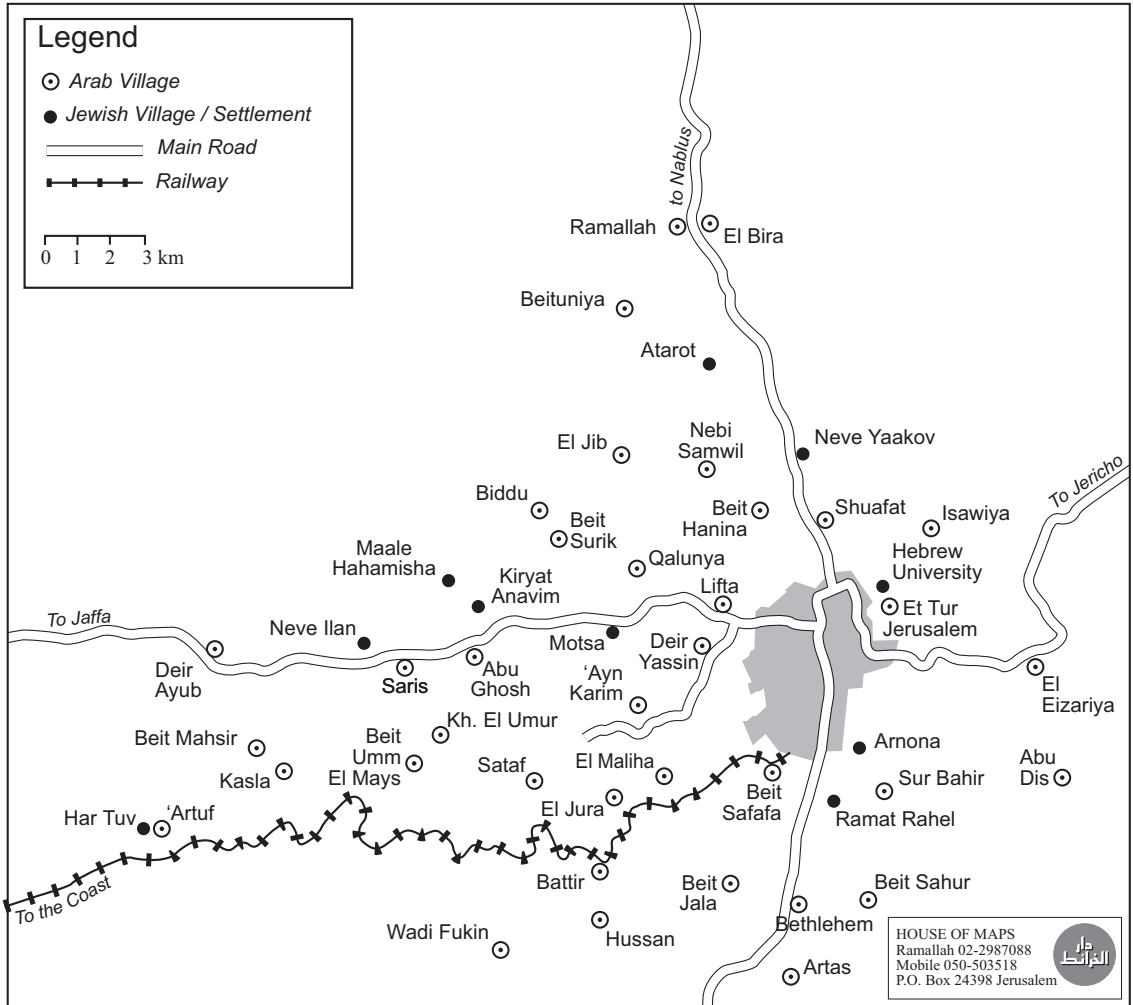 Legend
Arab Village
Jewish Village / Settlement
Main Road
Railway
0 1 2 3 km
to Nablus
Ramallah
El Bira
Beituniya
Atarot
El Jib
Nebi
Samwil
Neve Yaakov
To Jericho
Biddu
Beit
Surik
Beit
Hanina
Shuafat
Isawiya
Maale
Hahamisha
Kiryat
Anavim
Qalunya
Hebrew
University
Lifta
Et Tur
Jerusalem
To Jaffa
Neve Ilan
Motsa
Deir
Yassin
Deir
Ayub
Saris
Abu
Ghosh
'Ayn
Karim
El
Eizariya
Kh. El Umur
Beit Mahsir
Beit
Umm
El Mays
Kasla
Sataf
El Maliha
Arnona
Abu
Dis
Beit
Safafa
Sur Bahir
El Jura
Har Tuv
‘Artuf
Ramat Rahel
To the Coast
Battir
Beit
Jala
Beit Sahur
Bethlehem
Wadi Fukin
Hussan
Artas
HOUSE OF MAPS
Ramallah 02-2987088
Mobile 050-503518
P.O. Box 24398 Jerusalem
دار
الخرائط